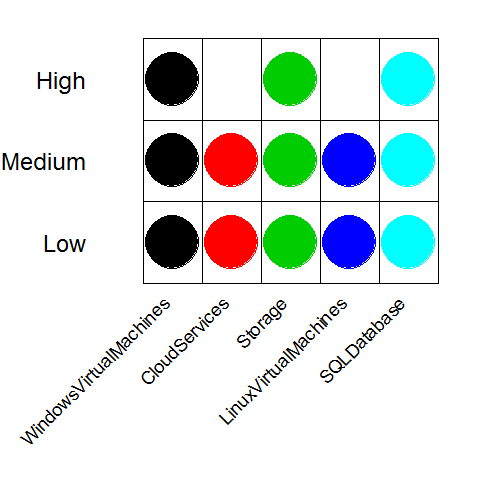 High
Medium
Low
WindowsVirtualMachines
CloudServices
Storage
LinuxVirtualMachines
SQLDatabase